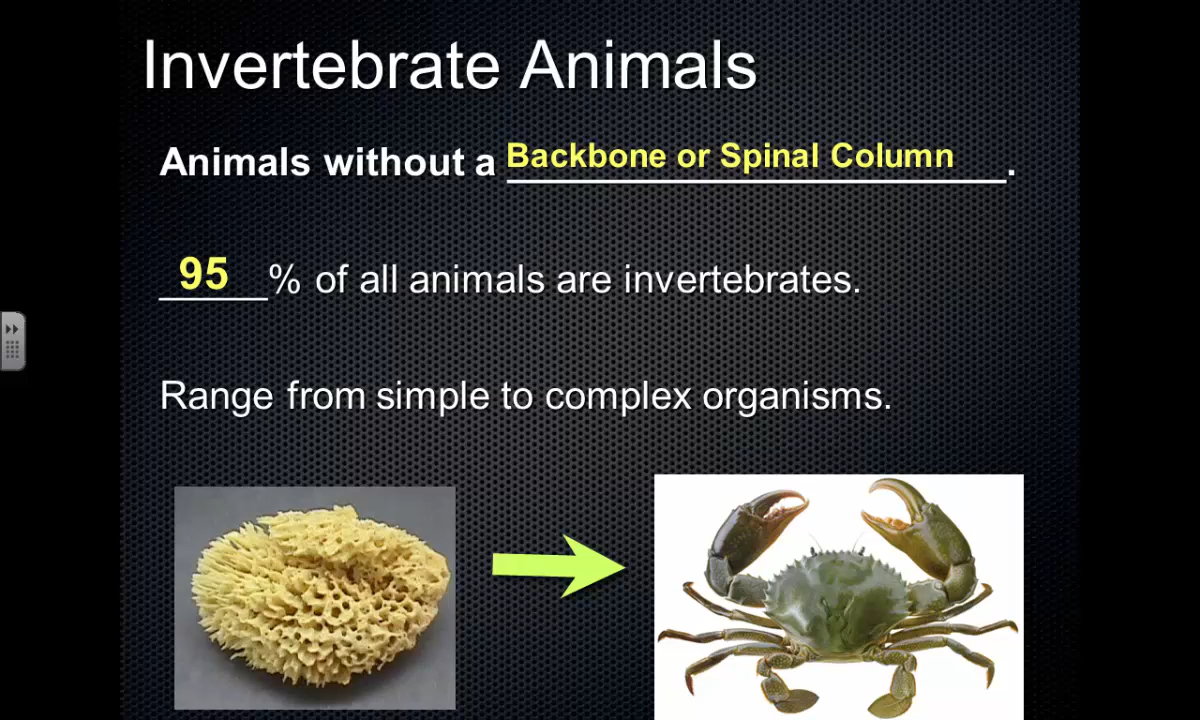 Invertebrate Animals
Animals without a Backbone or Spinal Column.
95% of all animals are invertebrates.
Range from simple to complex organisms.